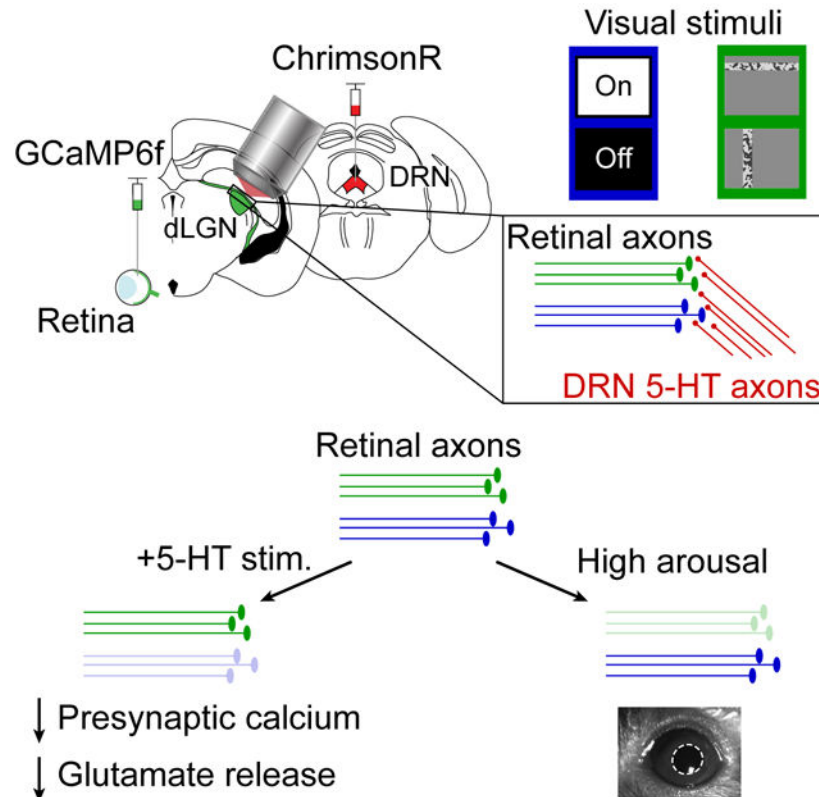 Visual stimuli
ChrimsonR
On
GCaMP6f
Off
DRN
dLGN
Retinal axons
Retina
DRN 5-HT axons
Retinal axons
+5-HT stim.
High arousal
Presynaptic calcium
Glutamate release